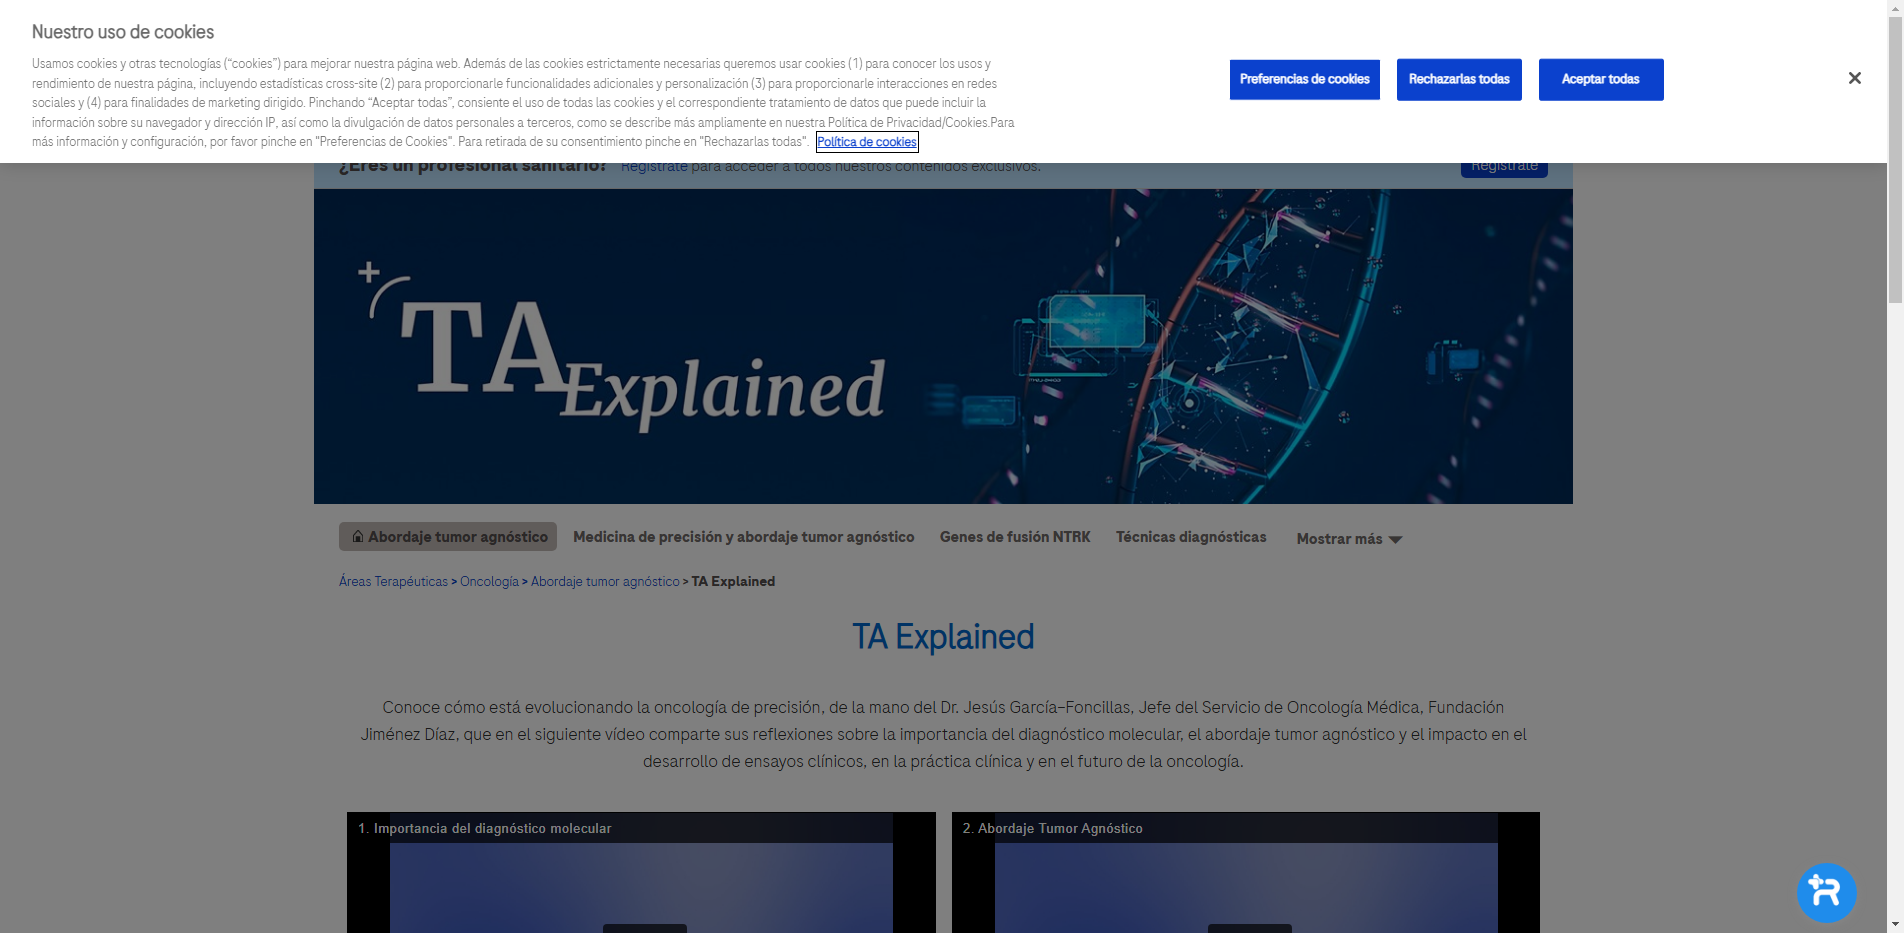 Nuestro uso de cookies
Usamos cookies y otras tecnologías (“cookies”) para mejorar nuestra página web. Además de las cookies estrictamente necesarias queremos usar cookies (1) para conocer los usos y
rendimiento de nuestra página, incluyendo estadísticas cross-site (2) para proporcionarle funcionalidades adicionales y personalización (3) para proporcionarle interacciones en redes
sociales y (4) para finalidades de marketing dirigido. Pinchando “Aceptar todas”, consiente el uso de todas las cookies y el correspondiente tratamiento de datos que puede incluir la
información sobre su navegador y dirección IP, así como la divulgación de datos personales a terceros, como se describe más ampliamente en nuestra Política de Privacidad/Cookies.Para
más información y configuración, por favor pinche en "Preferencias de Cookies". Para retirada de su consentimiento pinche en "Rechazarlas todas". Política de cookies
Preferencias de cookies
Rechazarlas todas
Aceptar todas
¿Eres un profesional sanitario? Regístrate para acceder a todos nuestros contenidos exclusivos.
Regístrate
TA
Explained
Abordaje tumor agnóstico
Medicina de precisión y abordaje tumor agnóstico
Genes de fusión NTRK
Técnicas diagnósticas
Mostrar más
Áreas Terapéuticas > Oncología > Abordaje tumor agnóstico > TA Explained
TA Explained
Conoce cómo está evolucionando la oncología de precisión, de la mano del Dr. Jesús García-Foncillas, Jefe del Servicio de Oncología Médica, Fundación
Jiménez Díaz, que en el siguiente vídeo comparte sus reflexiones sobre la importancia del diagnóstico molecular, el abordaje tumor agnóstico y el impacto en el
desarrollo de ensayos clínicos, en la práctica clínica y en el futuro de la oncología.
1. Importancia del diagnóstico molecular
2. Abordaje Tumor Agnóstico